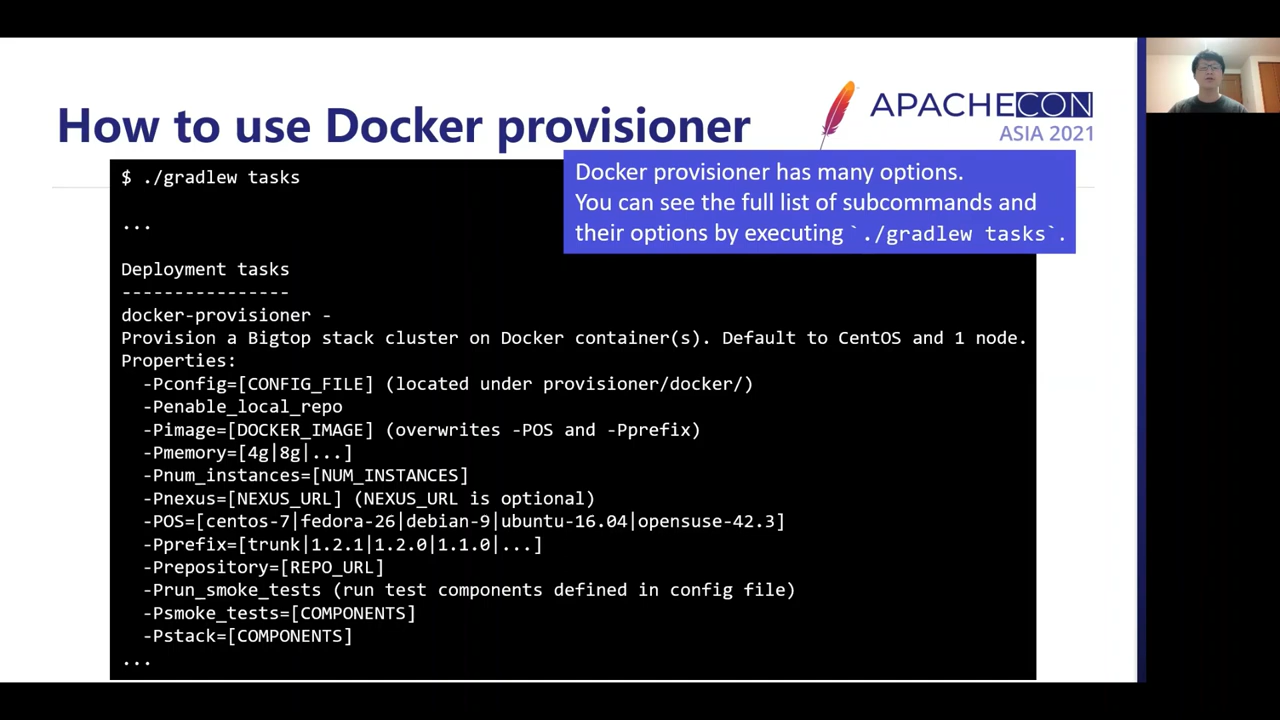 How to use Docker provisioner
APACHECON
ASIA 2021
Docker provisioner has many options.
You can see the full list of subcommands and
their options by executing `./gradlew tasks`.
$ ./gradlew tasks
...
Deployment tasks
----------------
docker-provisioner -
Provision a Bigtop stack cluster on Docker container(s). Default to CentOS and 1 node.
Properties:
-Pconfig=[CONFIG_FILE] (located under provisioner/docker/)
-Penable_local_repo
-Pimage=[DOCKER_IMAGE] (overwrites -POS and -Pprefix)
-Pmemory=[4g|8g|...]
-Pnum_instances=[NUM_INSTANCES]
-Pnexus=[NEXUS_URL] (NEXUS_URL is optional)
-POS=[centos-7|fedora-26|debian-9|ubuntu-16.04|opensuse-42.3]
-Pprefix=[trunk|1.2.1|1.2.0|1.1.0|...]
-Prepository=[REPO_URL]
-Prun_smoke_tests (run test components defined in config file)
-Psmoke_tests=[COMPONENTS]
-Pstack=[COMPONENTS]
...